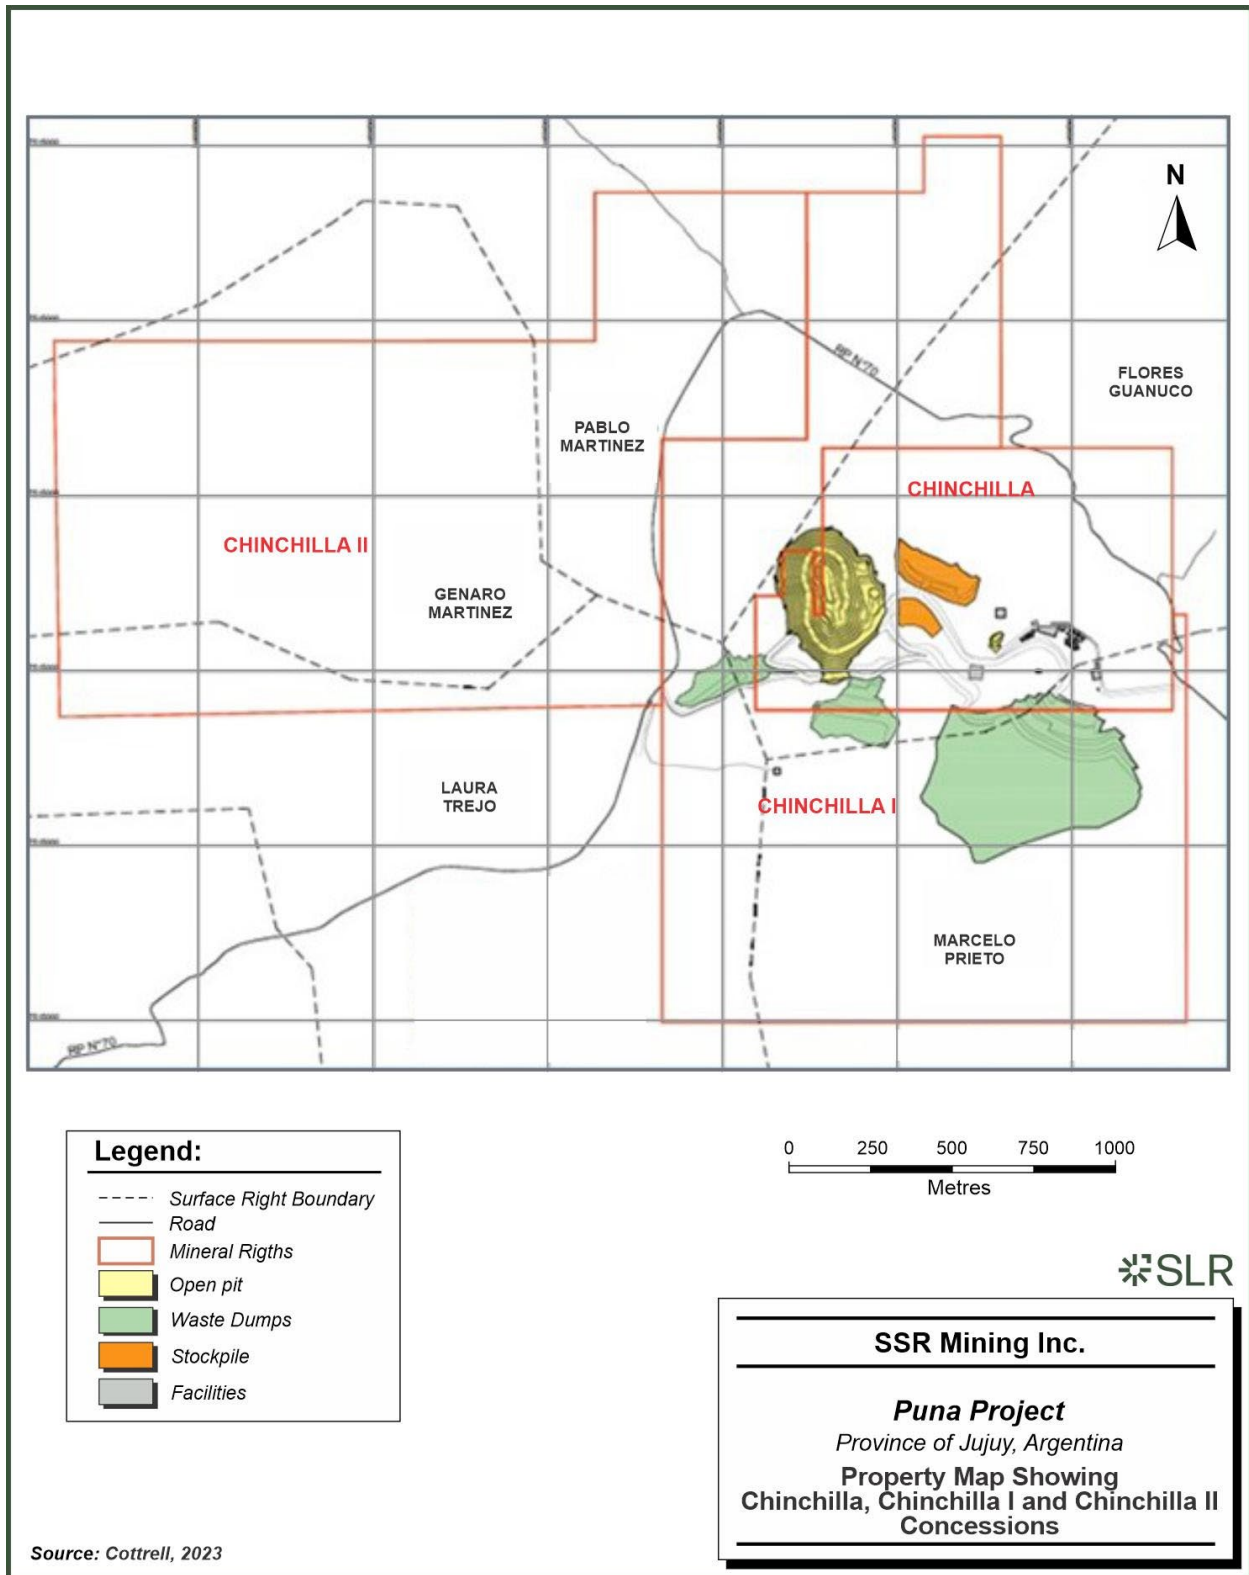 N
RP Nº70
FLORES
GUANUCO
PABLO
MARTINEZ
CHINCHILLA
CHINCHILLA II
GENARO
MARTINEZ
LAURA
TREJO
CHINCHILLA I
MARCELO
PRIETO
RP Nº70
Legend:
Surface Right Boundary
Road
Mineral Rigths
Open pit
Waste Dumps
Stockpile
Facilities
0 250 500 750 1000
Metres
SLR
SSR Mining Inc.
Puna Project
Province of Jujuy, Argentina
Property Map Showing
Chinchilla, Chinchilla I and Chinchilla II
Concessions
Source: Cottrell, 2023